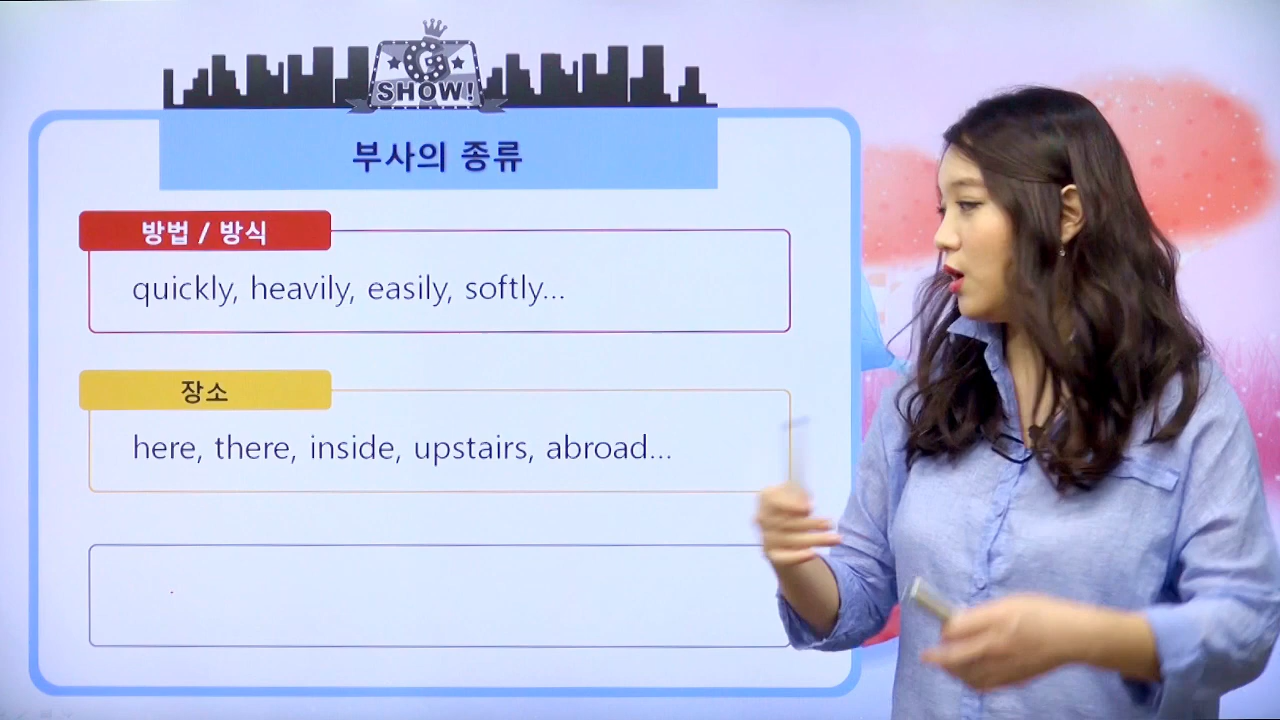 G
SHOW!
부사의 종류
방법 / 방식
quickly, heavily, easily, softly...
장소
here, there, inside, upstairs, abroad...